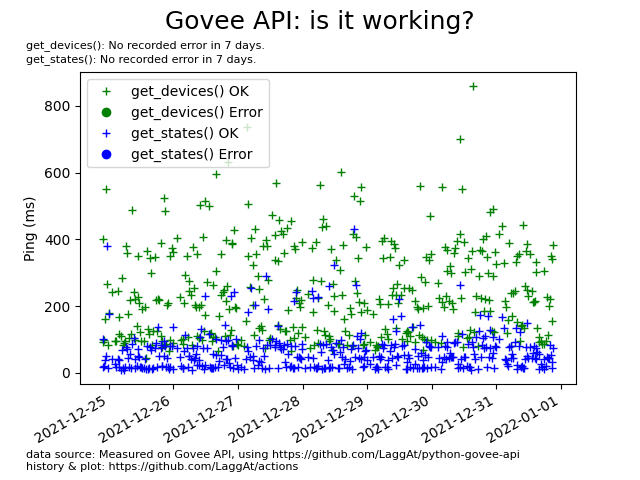 Govee API: is it working?
get_devices(): No recorded error in 7 days.
get_states(): No recorded error in 7 days.
get_devices() OK
get_devices() Error
get_states() OK
get_states() Error
Ping (ms)
800
600
400
200
0
2021-12-25
2021-12-26
2021-12-27
2021-12-28
2021-12-29
2021-12-30
2021-12-31
2022-01-01
data source: Measured on Govee API, using https://github.com/LaggAt/python-govee-api
history & plot: https://github.com/LaggAt/actions